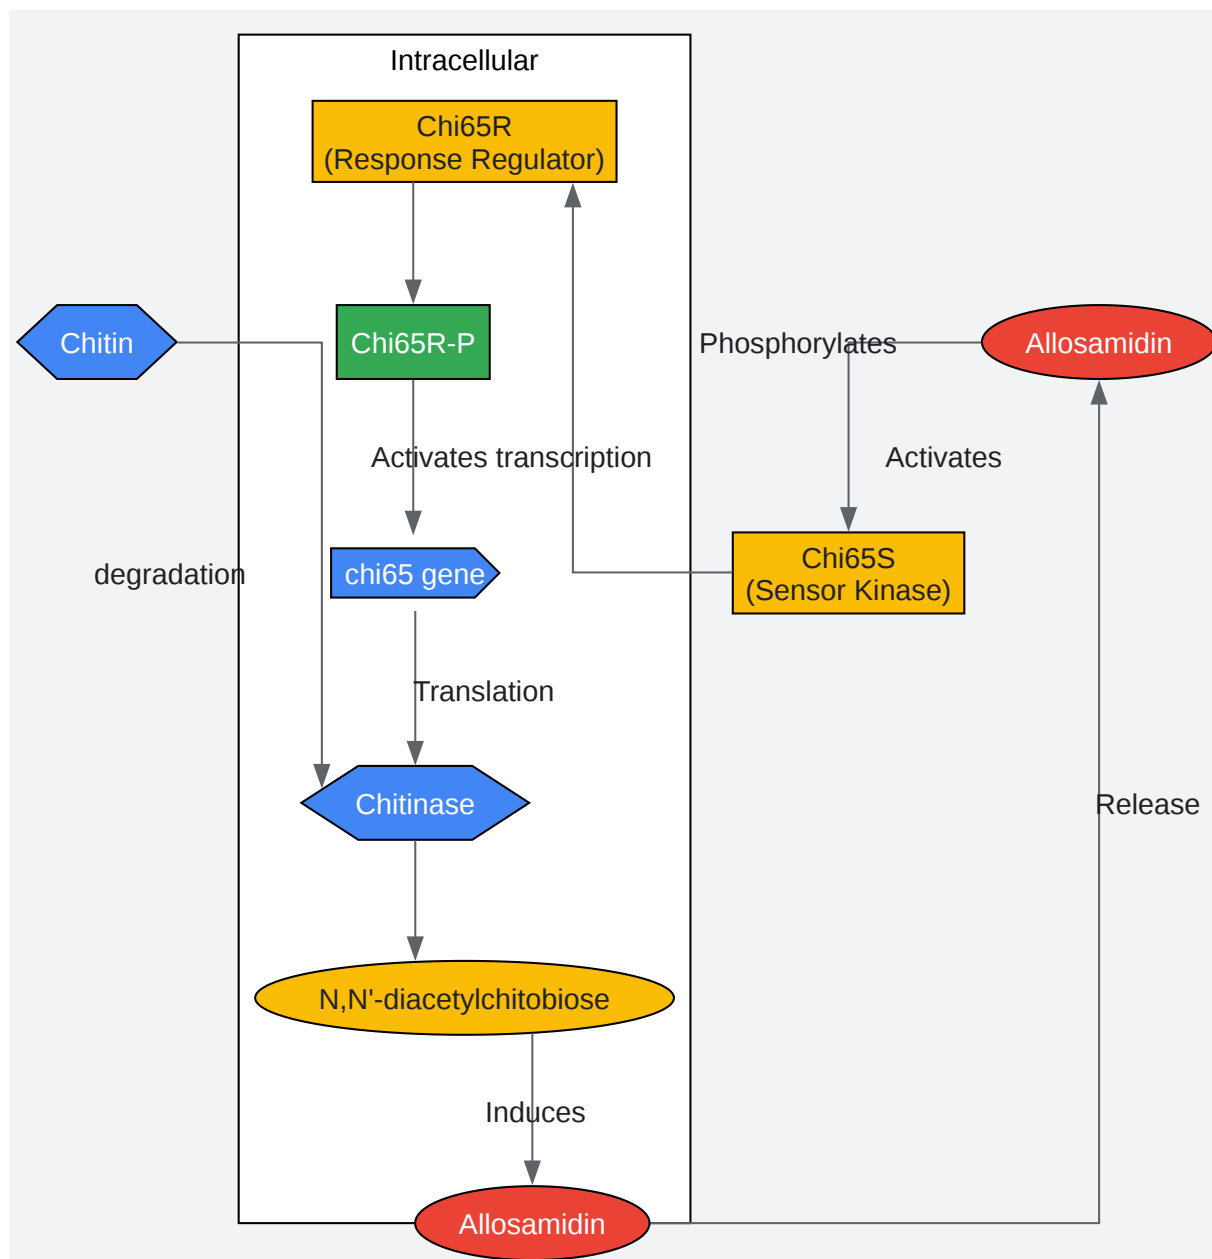 Intracellular
Chi65R
(Response Regulator)
Chitin
Chi65R-P
Phosphorylates
Allosamidin
Activates transcription
Activates
Chi65S
(Sensor Kinase)
degradation
chi65 gene
Translation
Chitinase
Release
N,N'-diacetylchitobiose
Induces
Allosamidin